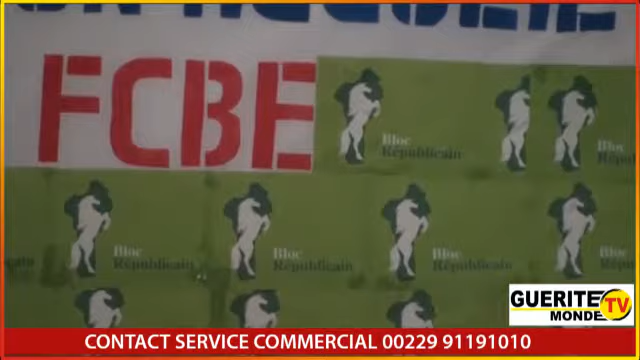 FCBE
Bloc
Républicain
Bloc
Républicain
Bloc
Républicain
Bloc
Républicain
Bloc
Républicain
Bloc
GUERITE TV
MONDE
CONTACT SERVICE COMMERCIAL 00229 91191010